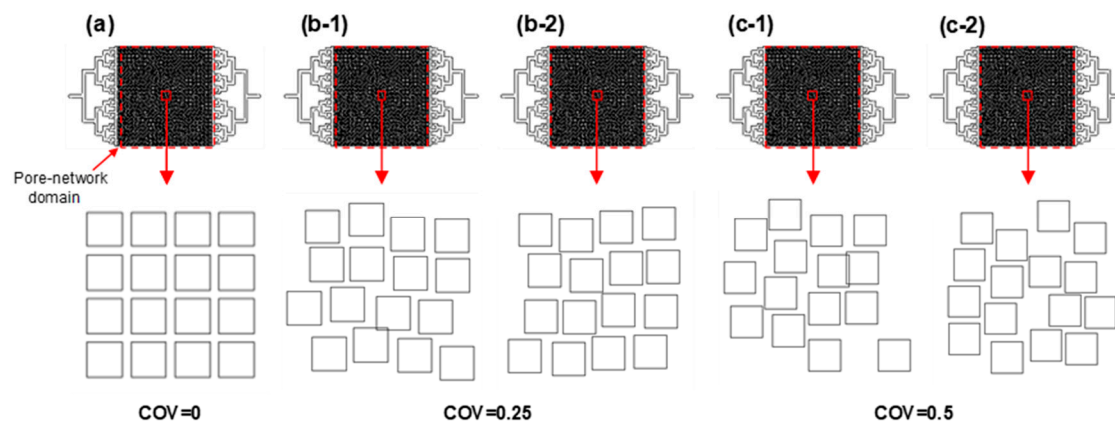 (a)
(b-1)
(b-2)
(c-1)
(c-2)
Pore-network
domain
COV=0
COV=0.25
COV=0.5